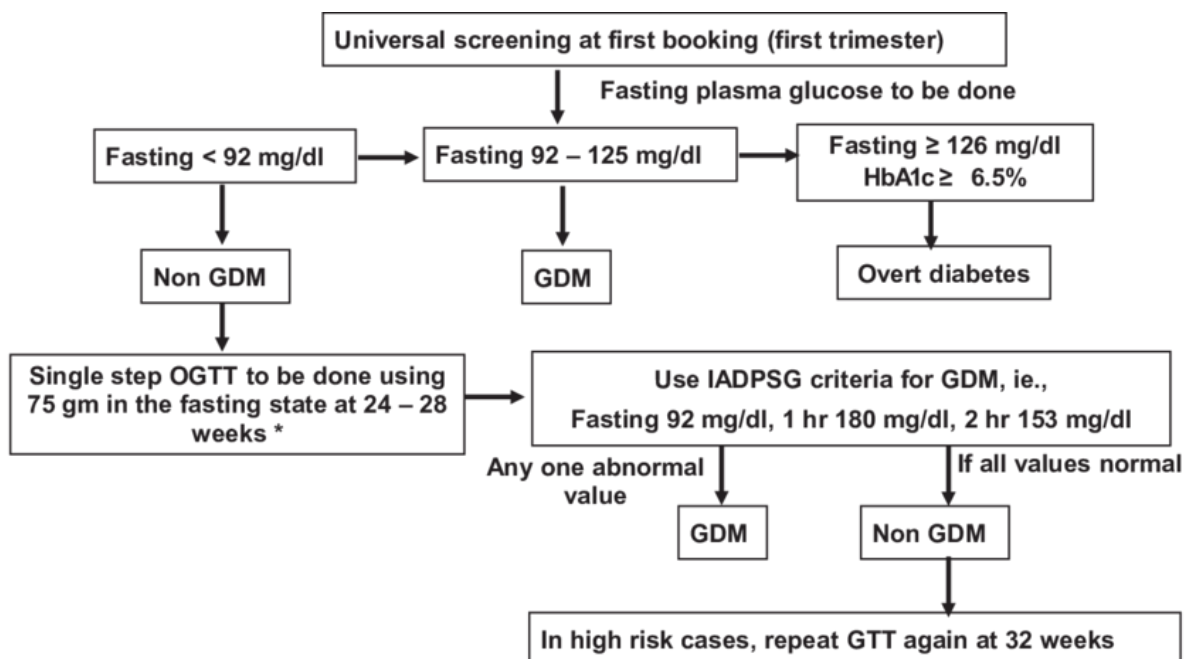 Universal screening at first booking (first trimester)
Fasting plasma glucose to be done
Fasting < 92 mg/dl
Fasting 92 – 125 mg/dl
Fasting ≥ 126 mg/dl
HbA1c ≥ 6.5%
Non GDM
GDM
Overt diabetes
Single step OGTT to be done using
75 gm in the fasting state at 24 – 28
weeks *
Use IADPSG criteria for GDM, ie.,
Fasting 92 mg/dl, 1 hr 180 mg/dl, 2 hr 153 mg/dl
Any one abnormal
value
If all values normal
GDM
Non GDM
In high risk cases, repeat GTT again at 32 weeks